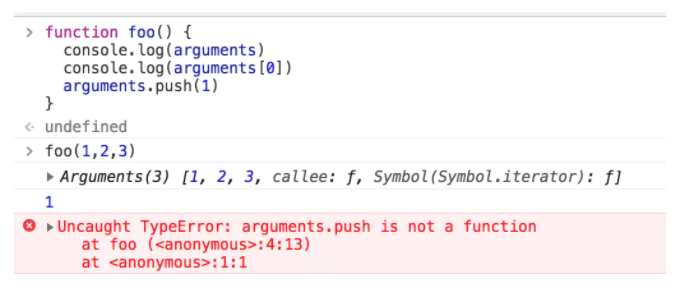 > function foo() {
console.log(arguments)
console.log(arguments[0])
arguments.push(1)
}
undefined
> foo(1,2,3)
Arguments(3) [1, 2, 3, callee: f, Symbol(Symbol.iterator): f]
1
Uncaught TypeError: arguments.push is not a function
at foo (<anonymous>:4:13)
at <anonymous>:1:1